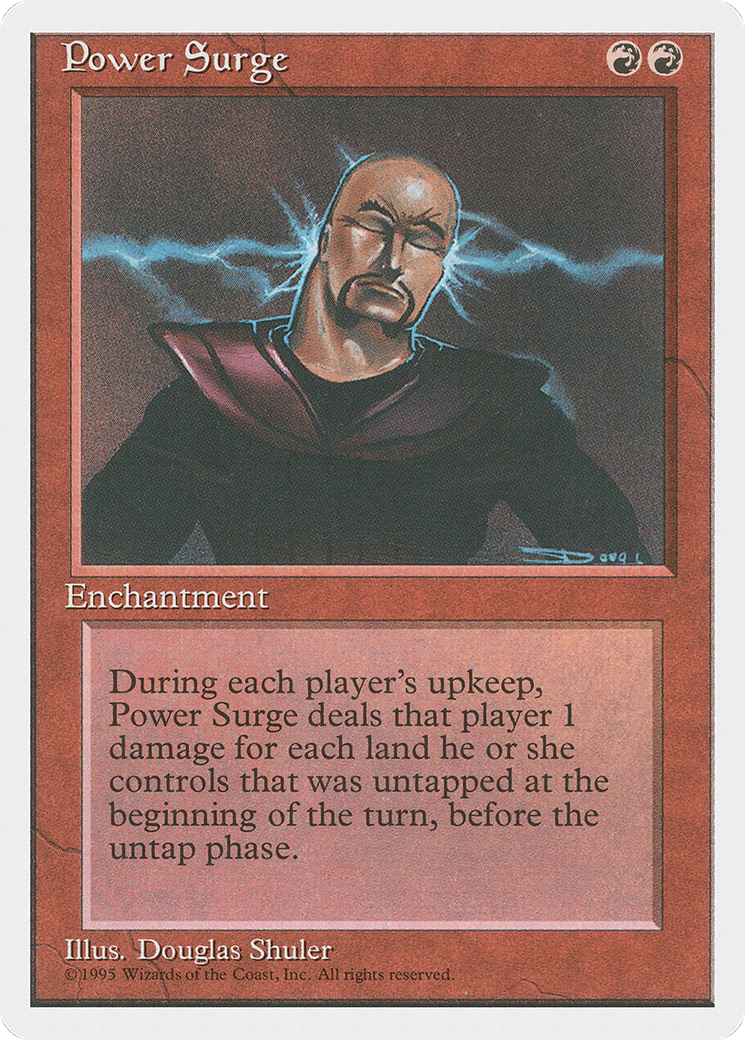 Power Surge
Enchantment
During each player's upkeep,
Power Surge deals that player 1
damage for each land he or she
controls that was untapped at the
beginning of the turn, before the
untap phase.
Illus. Douglas Shuler
©1995 Wizards of the Coast, Inc. All rights reserved.